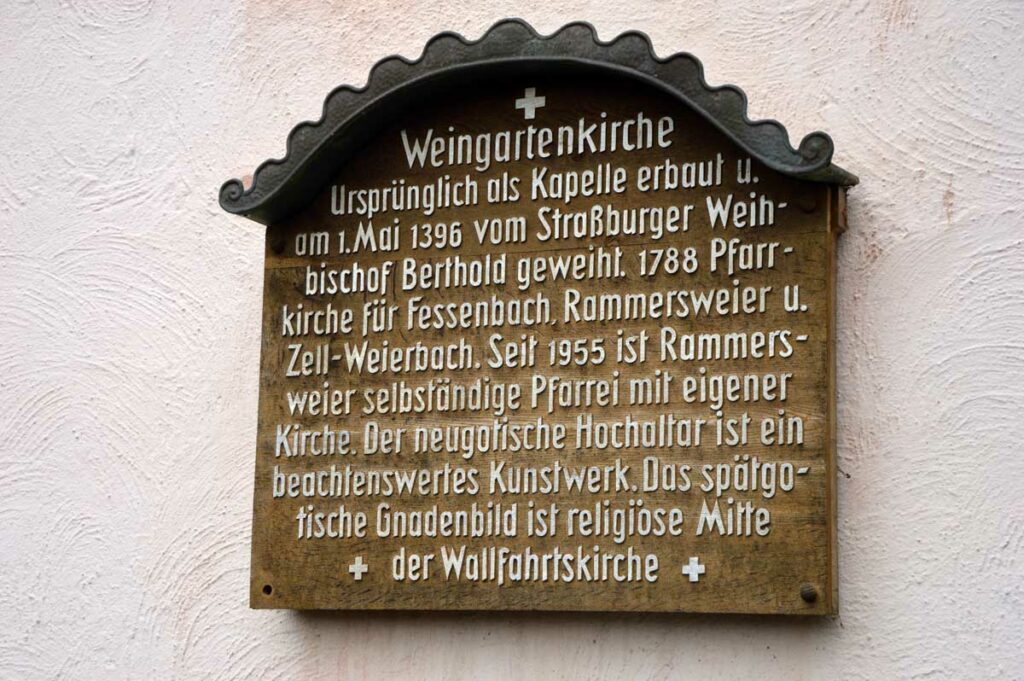 Weingartenkirche
Ursprünglich als Kapelle erbaut u.
am 1. Mai 1396 vom Straßburger Weih-
bischof Berthold geweiht. 1788 Pfarr-
kirche für Fessenbach, Rammersweier u.
Zell-Weierbach. Seit 1955 ist Rammers-
weier selbständige Pfarrei mit eigener
Kirche. Der neugotische Hochaltar ist ein
beachtenswertes Kunstwerk. Das spätgo-
tische Gnadenbild ist religiöse Mitte
der Wallfahrtskirche